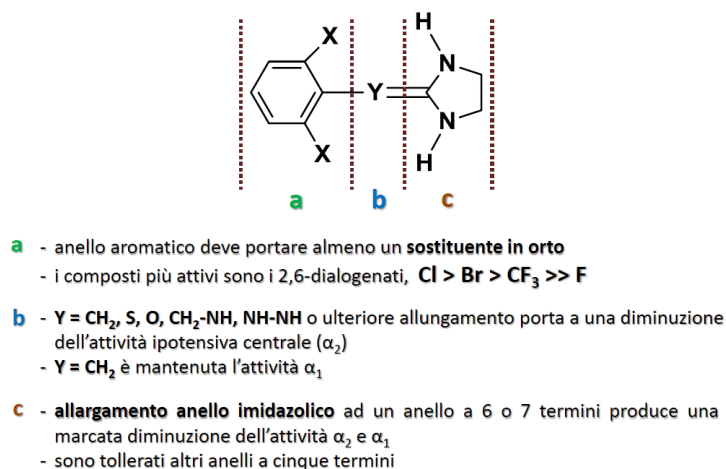 H
X
N
Y
N
X
H
a b c
a - anello aromatico deve portare almeno un sostituente in orto
- i composti più attivi sono i 2,6-dialogenati, Cl > Br > CF₃ >> F
b - Y = CH₂, S, O, CH₂-NH, NH-NH o ulteriore allungamento porta a una diminuzione
dell'attività ipotensiva centrale (α₂)
- Y = CH₂ è mantenuta l'attività α₁
c - allargamento anello imidazolico ad un anello a 6 o 7 termini produce una
marcata diminuzione dell'attività α₂ e α₁
- sono tollerati altri anelli a cinque termini